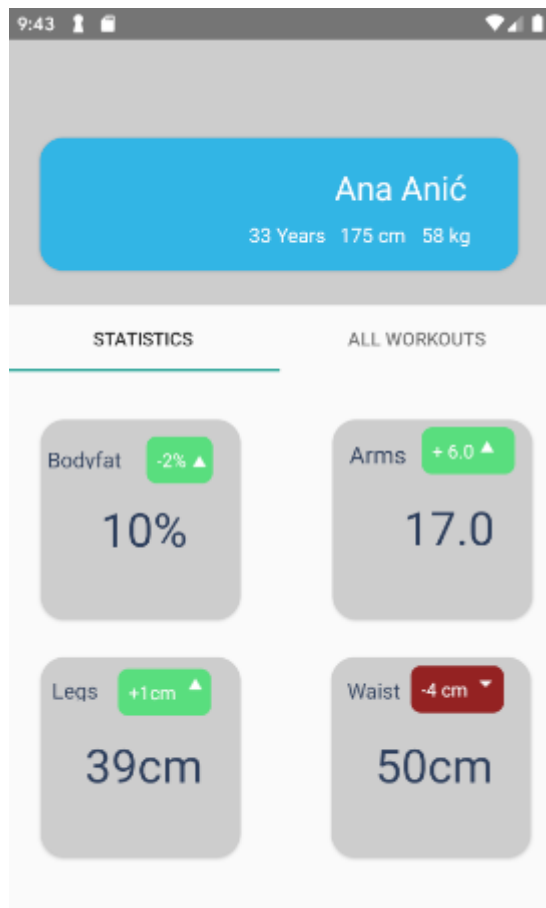 9:43
Ana Anić
33 Years 175 cm 58 kg
STATISTICS ALL WORKOUTS
Bodyfat -2%
10%
Arms + 6.0
17.0
Legs +1cm
39cm
Waist -4 cm
50cm